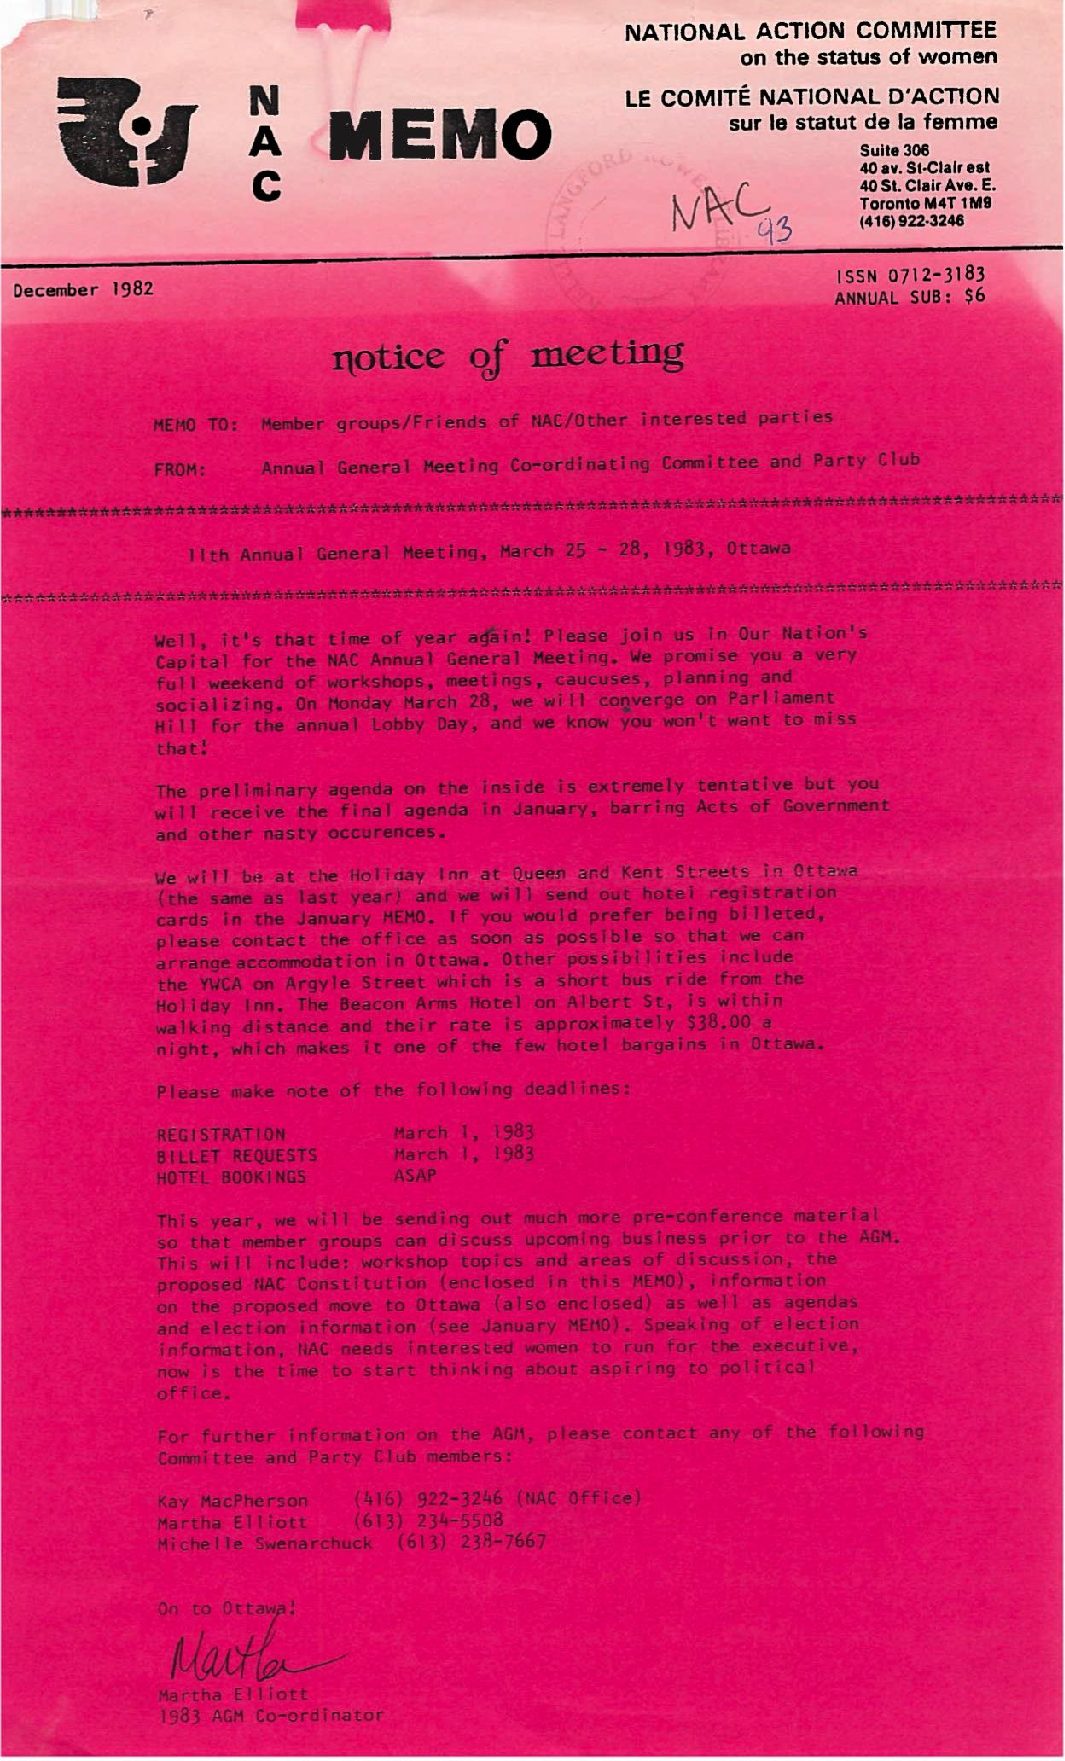 NATIONAL ACTION COMMITTEE
on the status of women
LE COMITÉ NATIONAL D'ACTION
sur le statut de la femme
Suite 306
40 av. St-Clair est
40 St. Clair Ave. E.
Toronto M4T 1M9
(416) 922-3246
NAC
MEMO
LANGFORD
NAC
93
December 1982
ISSN 0712-3183
ANNUAL SUB: $6
notice of meeting
MEMO TO: Member groups/Friends of NAC/Other interested parties
FROM: Annual General Meeting Co-ordinating Committee and Party Club
11th Annual General Meeting, March 25 - 28, 1983, Ottawa
Well, it's that time of year again! Please join us in Our Nation's
Capital for the NAC Annual General Meeting. We promise you a very
full weekend of workshops, meetings, caucuses, planning and
socializing. On Monday March 28, we will converge on Parliament
Hill for the annual Lobby Day, and we know you won't want to miss
that!
The preliminary agenda on the inside is extremely tentative but you
will receive the final agenda in January, barring Acts of Government
and other nasty occurences.
We will be at the Holiday Inn at Queen and Kent Streets in Ottawa
(the same as last year) and we will send out hotel registration
cards in the January MEMO. If you would prefer being billeted,
please contact the office as soon as possible so that we can
arrange accommodation in Ottawa. Other possibilities include
the YWCA on Argyle Street which is a short bus ride from the
Holiday Inn. The Beacon Arms Hotel on Albert St, is within
walking distance and their rate is approximately $38.00 a
night, which makes it one of the few hotel bargains in Ottawa.
Please make note of the following deadlines:
REGISTRATION March 1, 1983
BILLET REQUESTS March 1, 1983
HOTEL BOOKINGS ASAP
This year, we will be sending out much more pre-conference material
so that member groups can discuss upcoming business prior to the AGM.
This will include: workshop topics and areas of discussion, the
proposed NAC Constitution (enclosed in this MEMO), information
on the proposed move to Ottawa (also enclosed) as well as agendas
and election information (see January MEMO). Speaking of election
information, NAC needs interested women to run for the executive,
now is the time to start thinking about aspiring to political
office.
For further information on the AGM, please contact any of the following
Committee and Party Club members:
Kay MacPherson (416) 922-3246 (NAC Office)
Martha Elliott (613) 234-5508
Michelle Swenarchuck (613) 238-7667
On to Ottawa!
Martha
Martha Elliott
1983 AGM Co-ordinator